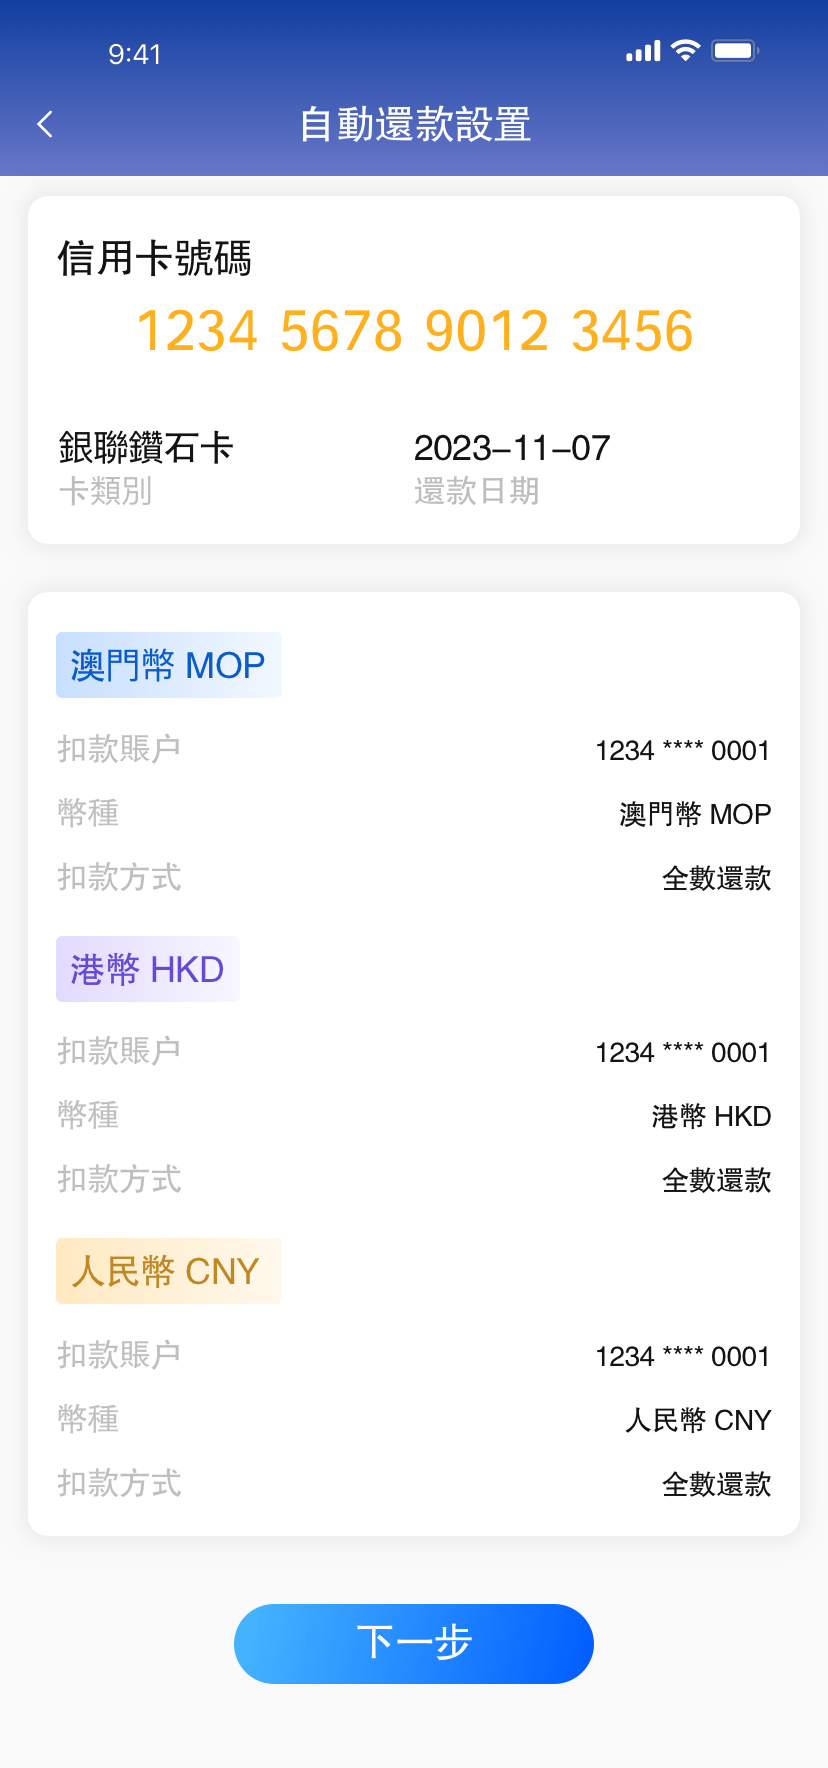 9:41
自動還款設置
信用卡號碼
1234 5678 9012 3456
銀聯鑽石卡 2023-11-07
卡類別 還款日期
澳門幣 MOP
扣款賬户 1234 **** 0001
幣種 澳門幣 MOP
扣款方式 全數還款
港幣 HKD
扣款賬户 1234 **** 0001
幣種 港幣 HKD
扣款方式 全數還款
人民幣 CNY
扣款賬户 1234 **** 0001
幣種 人民幣 CNY
扣款方式 全數還款
下一步